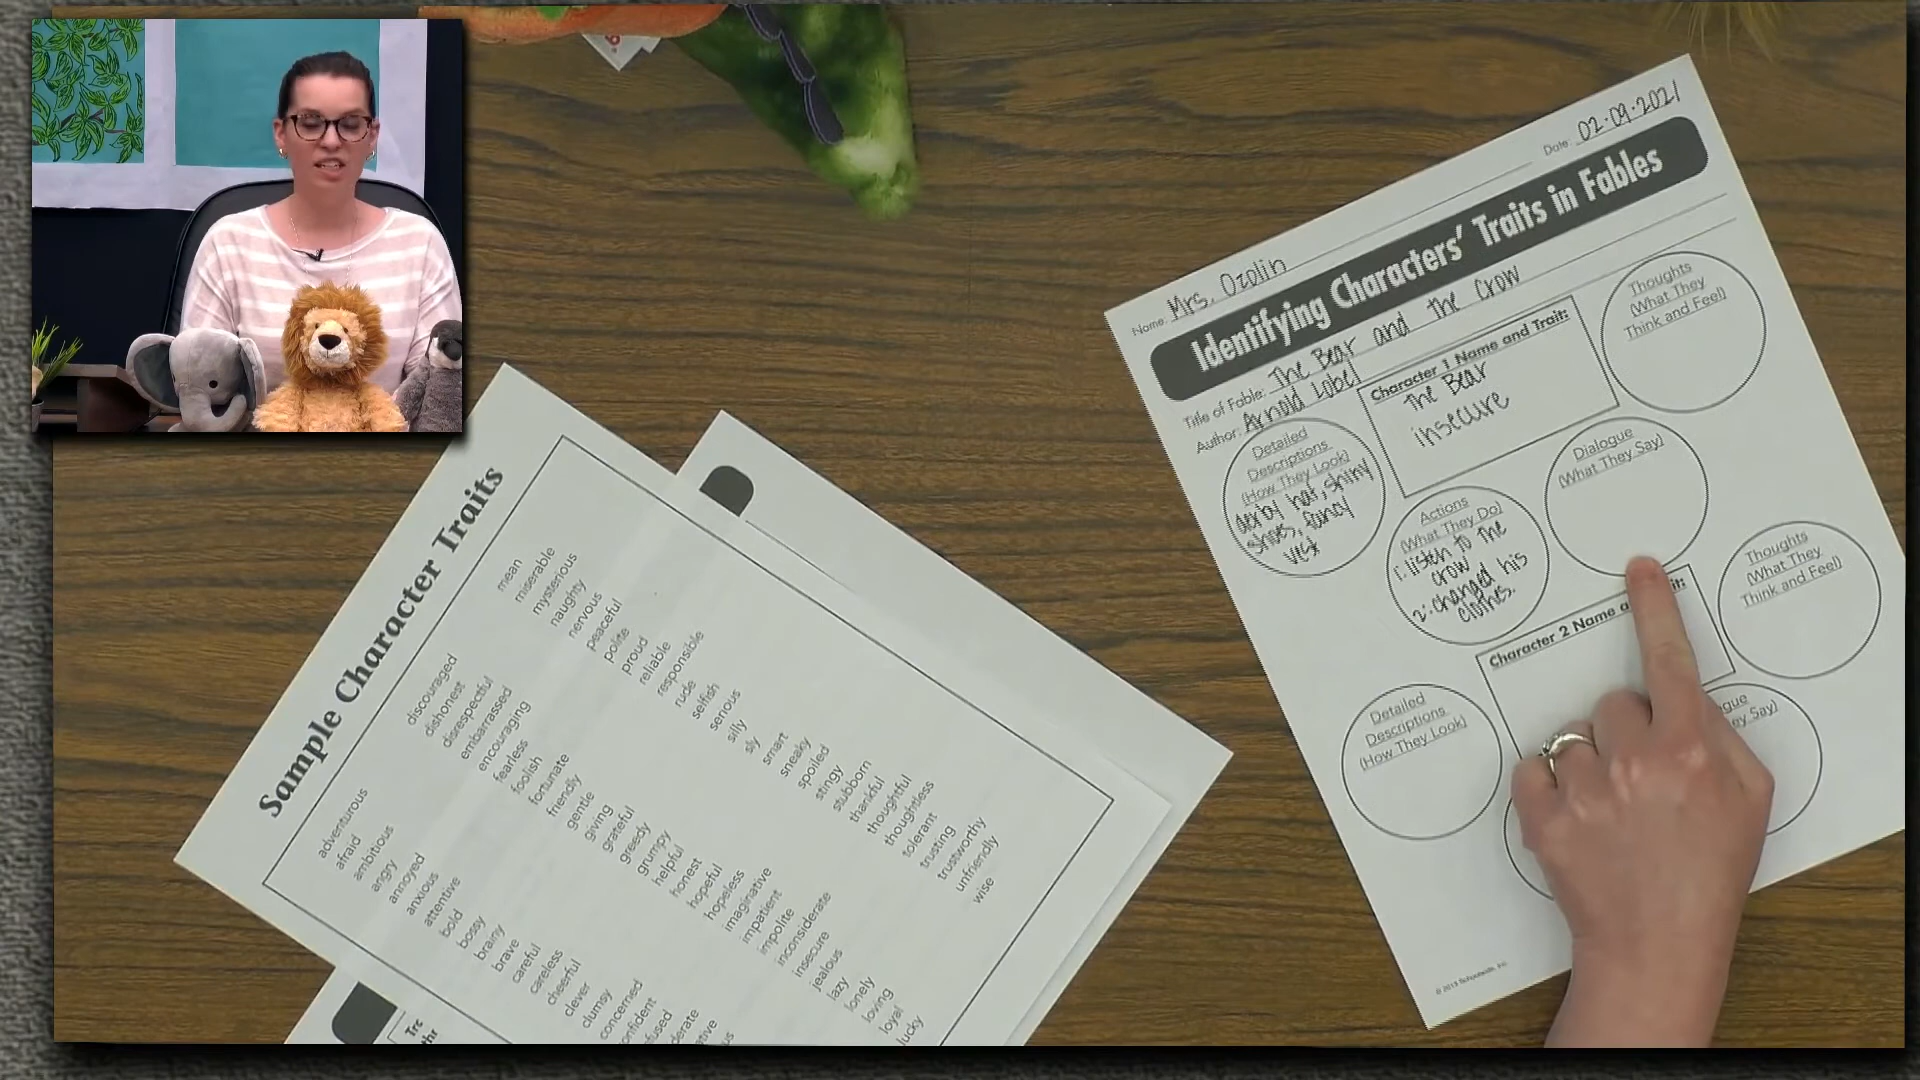 Sample Character Traits
adventurous
afraid
ambitious
angry
annoyed
anxious
attentive
bold
bossy
brainy
brave
careful
careless
cheerful
clever
clumsy
concerned
discouraged
dishonest
disrespectful
embarrassed
encouraging
fearless
foolish
fortunate
friendly
gentle
giving
grateful
greedy
grumpy
helpful
honest
hopeful
hopeless
imaginative
impatient
impolite
inconsiderate
insecure
jealous
lazy
lonely
loving
loyal
lucky
mean
miserable
mysterious
naughty
nervous
peaceful
polite
proud
reliable
responsible
rude
selfish
serious
silly
sly
smart
sneaky
spoiled
stingy
stubborn
thankful
thoughtful
thoughtless
tolerant
trusting
trustworthy
unfriendly
wise
Name: Mrs. Ozolin
Date: 02.09.2021
Identifying Characters' Traits in Fables
Title of Fable: The Bear and the Crow
Author: Arnold Lobel
Character 1 Name and Trait:
The Bear
insecure
Thoughts
(What They
Think and Feel)
Detailed
Descriptions
(How They Look)
derby hat, shiny
shoes, fancy
vest
Actions
(What They Do)
1. listen to the
crow
2. changed his
clothes.
Dialogue
(What They Say)
Character 2 Name
Thoughts
(What They
Think and Feel)
Detailed
Descriptions
(How They Look)
Say)